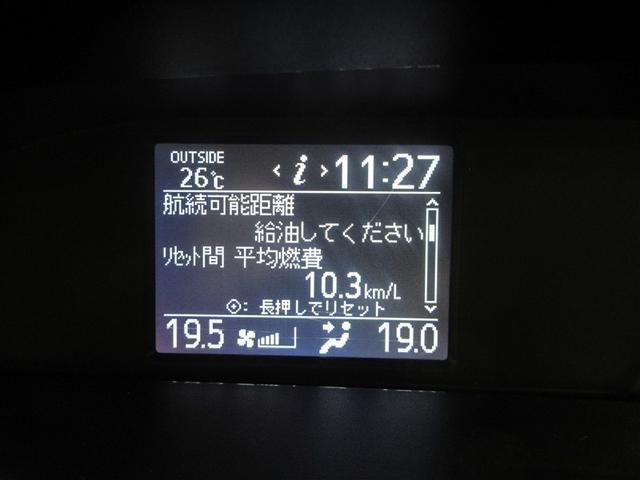 OUTSIDE
26℃ < i > 11:27
航続可能距離
給油してください
ﾘｾｯﾄ間 平均燃費
10.3km/L
: 長押しでリセット
19.5 19.0